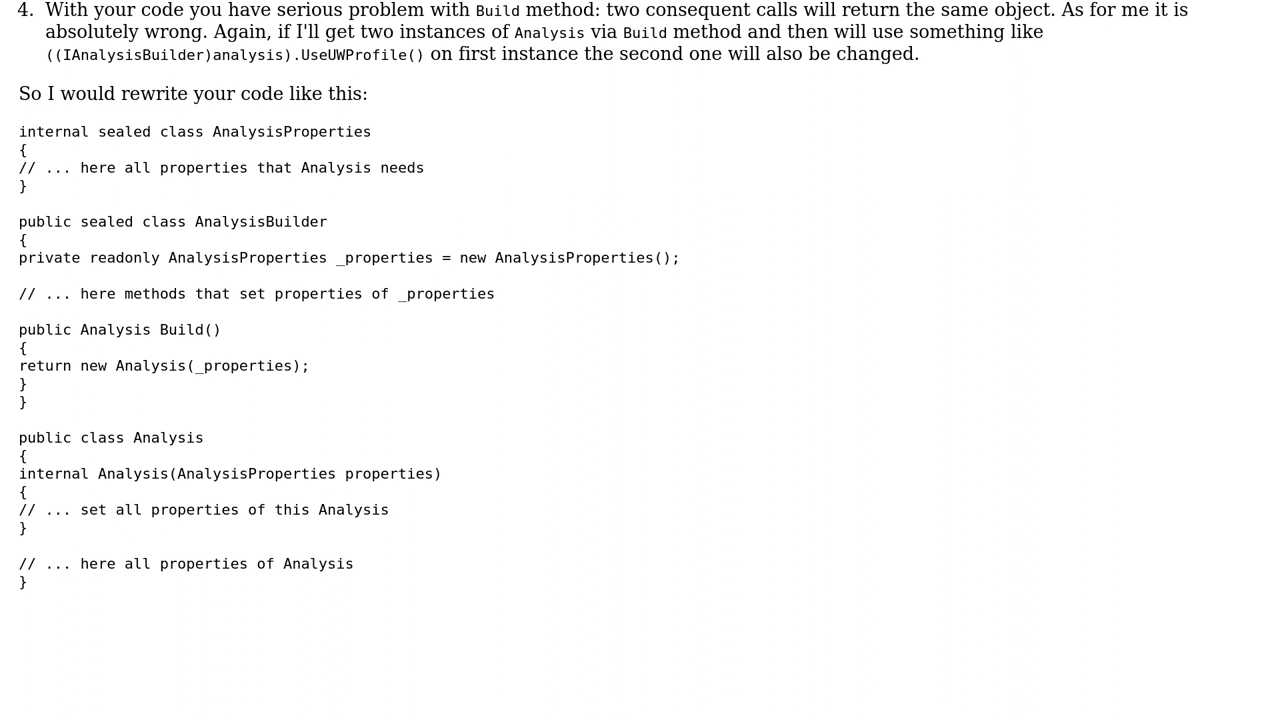 4. With your code you have serious problem with Build method: two consequent calls will return the same object. As for me it is
absolutely wrong. Again, if I'll get two instances of Analysis via Build method and then will use something like
((IAnalysisBuilder)analysis).UseUWProfile() on first instance the second one will also be changed.
So I would rewrite your code like this:
internal sealed class AnalysisProperties
{
// ... here all properties that Analysis needs
}
public sealed class AnalysisBuilder
{
private readonly AnalysisProperties _properties = new AnalysisProperties();
// ... here methods that set properties of _properties
public Analysis Build()
{
return new Analysis(_properties);
}
}
public class Analysis
{
internal Analysis(AnalysisProperties properties)
{
// ... set all properties of this Analysis
}
// ... here all properties of Analysis
}